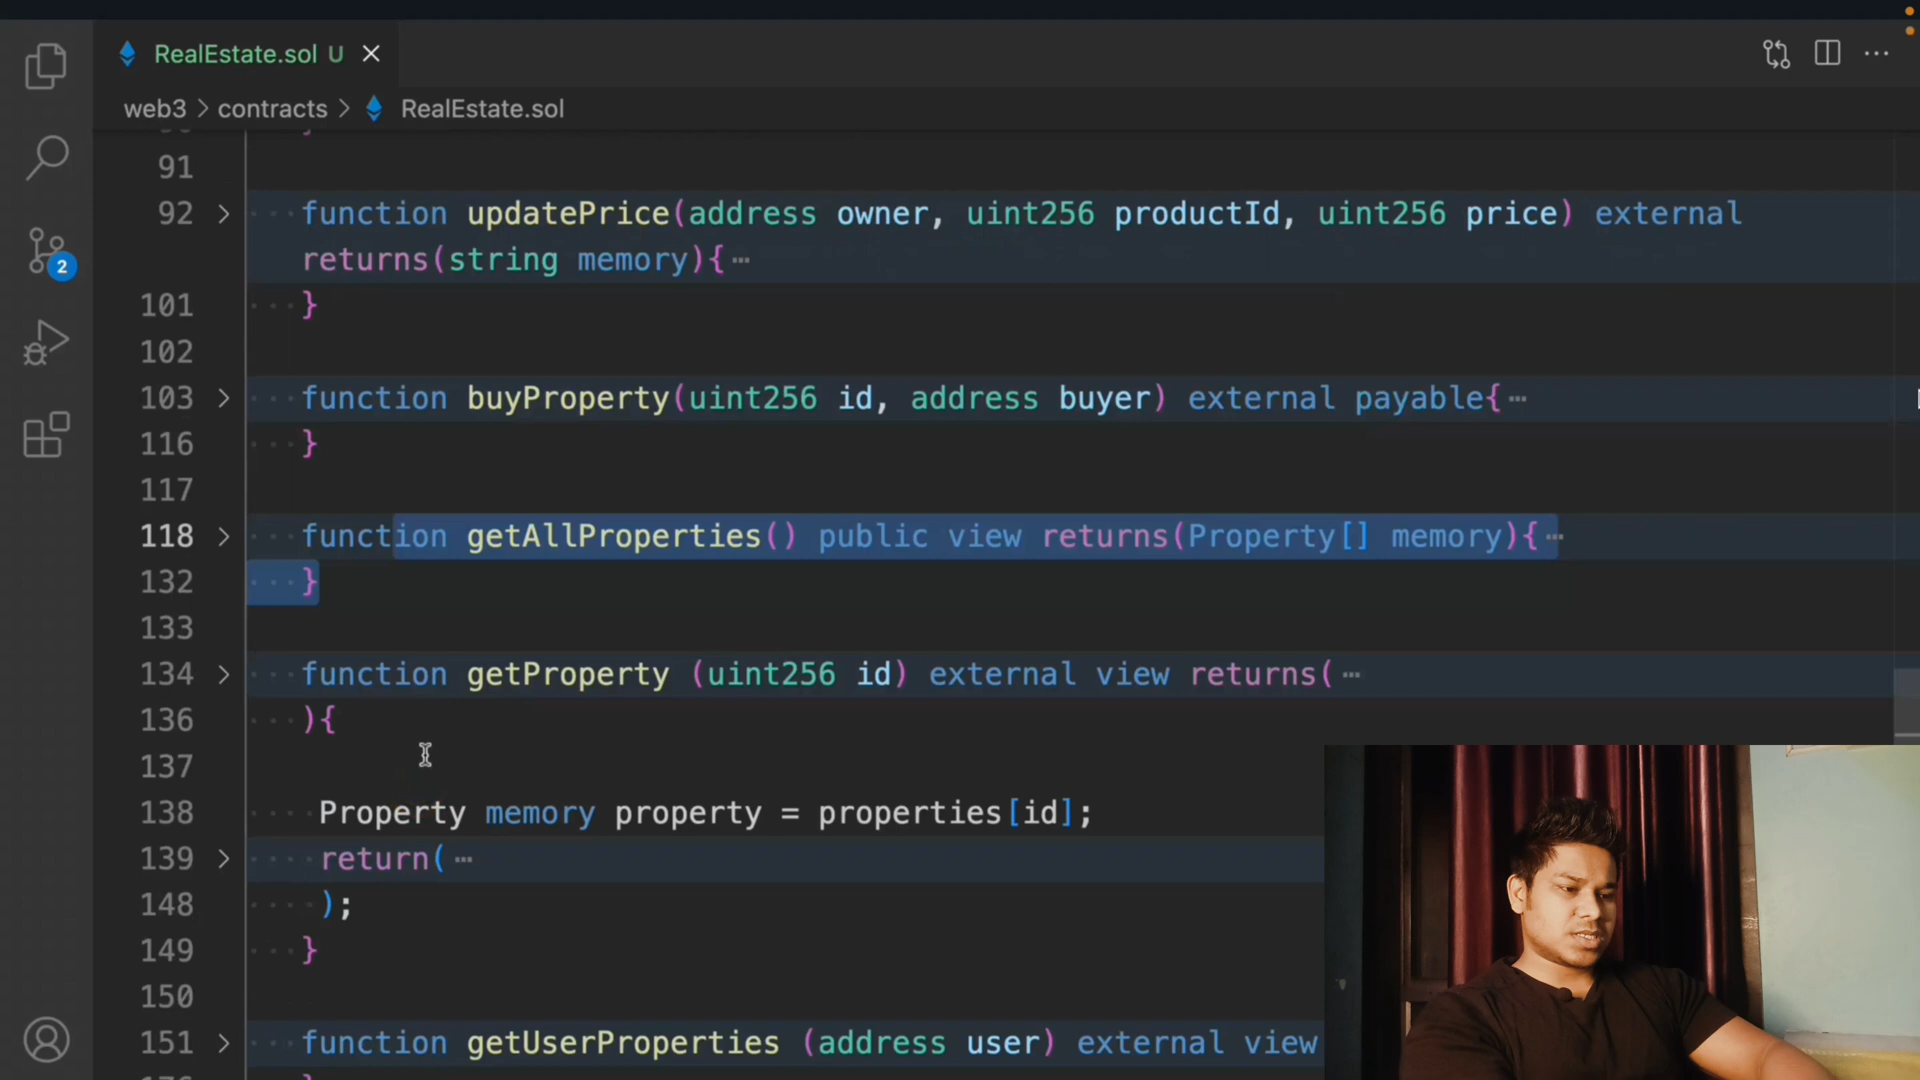 RealEstate.sol U
web3 > contracts > RealEstate.sol
91
92 function updatePrice(address owner, uint256 productId, uint256 price) external
returns(string memory){
101 }
102
103 function buyProperty(uint256 id, address buyer) external payable{
116 }
117
118 function getAllProperties() public view returns(Property[] memory){
132 }
133
134 function getProperty (uint256 id) external view returns(
136 ){
137
138 Property memory property = properties[id];
139 return(
148 );
149 }
150
151 function getUserProperties (address user) external view
2